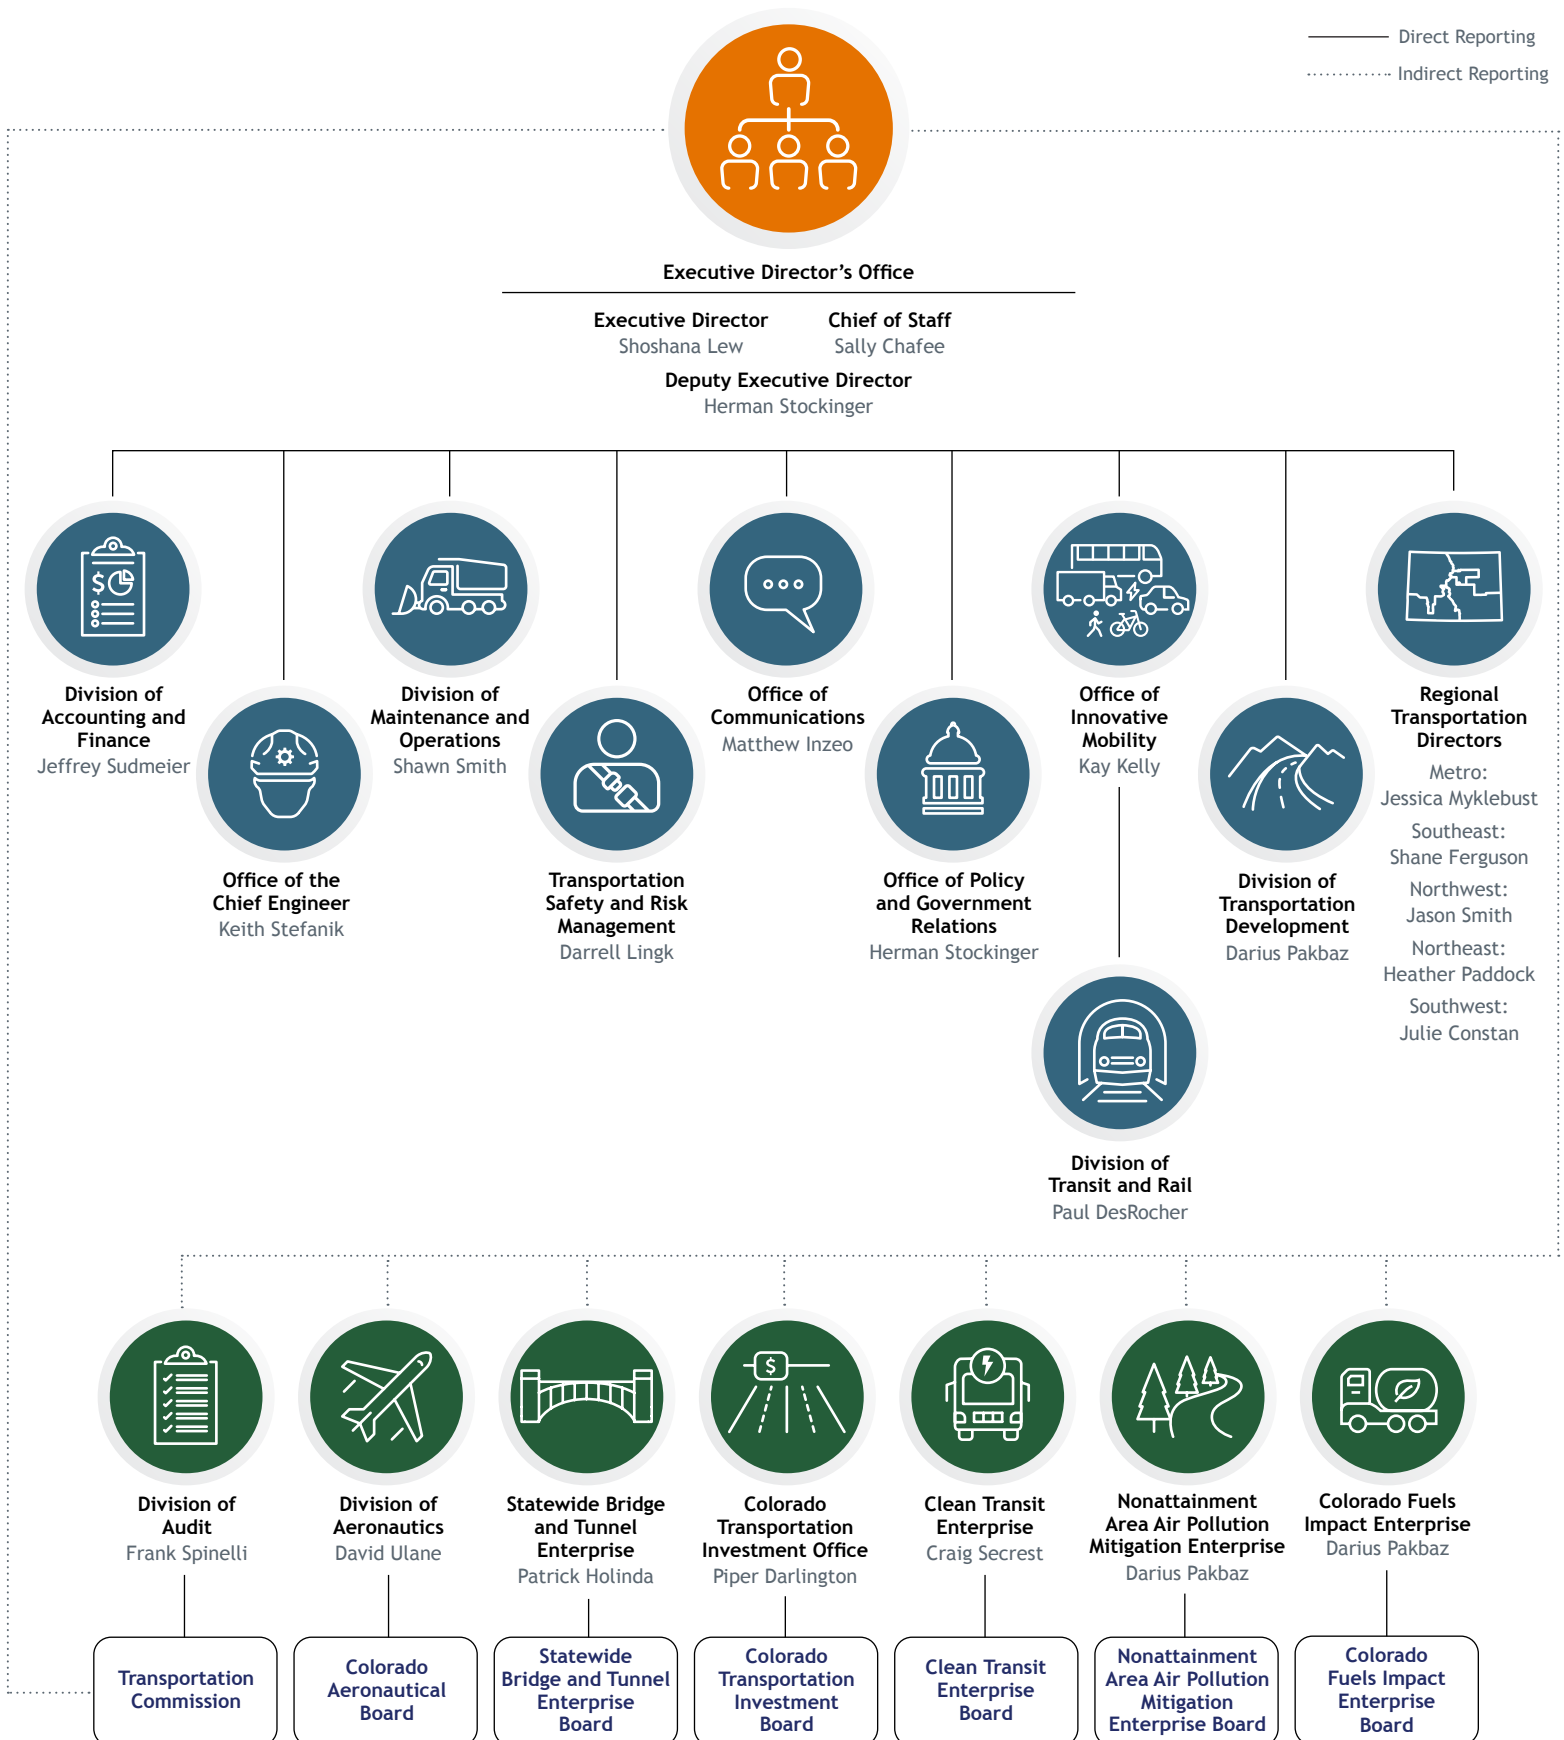 Direct Reporting
Indirect Reporting
Executive Director’s Office
Executive Director
Shoshana Lew
Chief of Staff
Sally Chafee
Deputy Executive Director
Herman Stockinger
$
Division of
Accounting and
Finance
Jeffrey Sudmeier
Office of the
Chief Engineer
Keith Stefanik
Division of
Maintenance and
Operations
Shawn Smith
Transportation
Safety and Risk
Management
Darrell Lingk
Office of
Communications
Matthew Inzeo
Office of Policy
and Government
Relations
Herman Stockinger
Office of
Innovative
Mobility
Kay Kelly
Division of
Transit and Rail
Paul DesRocher
Division of
Transportation
Development
Darius Pakbaz
Regional
Transportation
Directors
Metro:
Jessica Myklebust
Southeast:
Shane Ferguson
Northwest:
Jason Smith
Northeast:
Heather Paddock
Southwest:
Julie Constan
Division of
Audit
Frank Spinelli
Division of
Aeronautics
David Ulane
Statewide Bridge
and Tunnel
Enterprise
Patrick Holinda
$
Colorado
Transportation
Investment Office
Piper Darlington
Clean Transit
Enterprise
Craig Secrest
Nonattainment
Area Air Pollution
Mitigation Enterprise
Darius Pakbaz
Colorado Fuels
Impact Enterprise
Darius Pakbaz
Transportation
Commission
Colorado
Aeronautical
Board
Statewide
Bridge and Tunnel
Enterprise
Board
Colorado
Transportation
Investment
Board
Clean Transit
Enterprise
Board
Nonattainment
Area Air Pollution
Mitigation
Enterprise Board
Colorado
Fuels Impact
Enterprise
Board